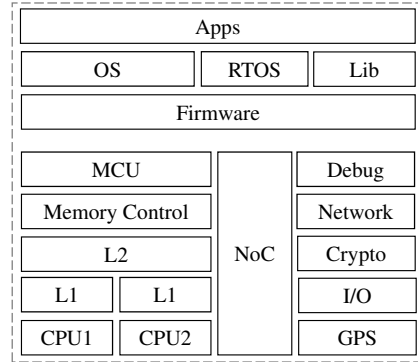 Apps
OS RTOS Lib
Firmware
MCU
Memory Control
L2
L1 L1
CPU1 CPU2
NoC
Debug
Network
Crypto
I/O
GPS